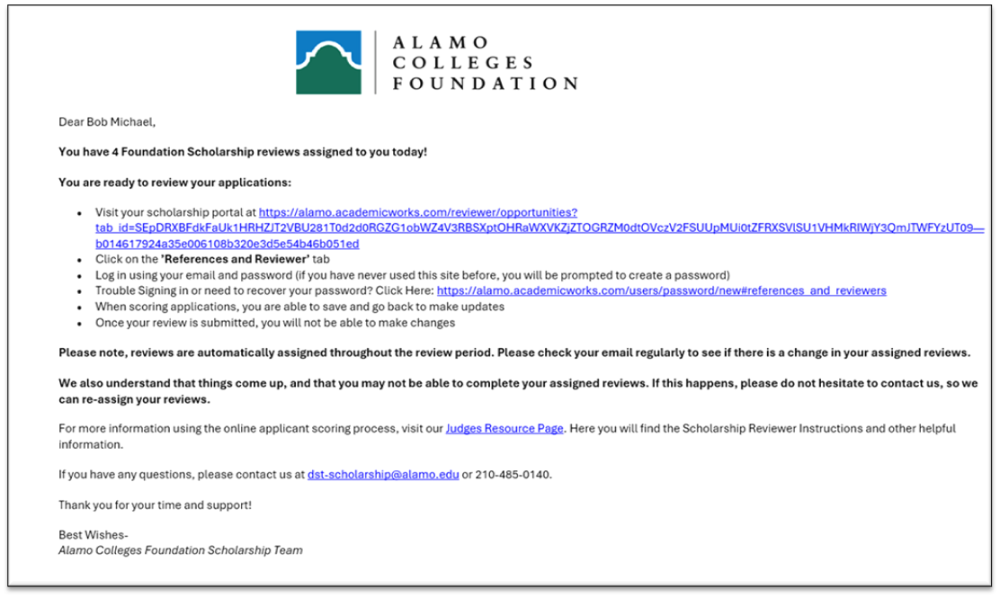 ALAMO
COLLEGES
FOUNDATION
Dear Bob Michael,
You have 4 Foundation Scholarship reviews assigned to you today!
You are ready to review your applications:
• Visit your scholarship portal at https://alamo.academicworks.com/reviewer/opportunities?
tab_id=SEpDRXBFdkFaUk1HRHZJT2VBU281T0d2d0RGZG1obWZ4V3RBSXptOHRaWXVKZjZTOGRZM0dtOVczV2FSUUpMUi0tZFRXSVlSU1VHMkRlWjY3QmJTWFYzUT09—
b014617924a35e006108b320e3d5e54b46b051ed
• Click on the 'References and Reviewer' tab
• Log in using your email and password (if you have never used this site before, you will be prompted to create a password)
• Trouble Signing in or need to recover your password? Click Here: https://alamo.academicworks.com/users/password/new#references_and_reviewers
• When scoring applications, you are able to save and go back to make updates
• Once your review is submitted, you will not be able to make changes
Please note, reviews are automatically assigned throughout the review period. Please check your email regularly to see if there is a change in your assigned reviews.
We also understand that things come up, and that you may not be able to complete your assigned reviews. If this happens, please do not hesitate to contact us, so we
can re-assign your reviews.
For more information using the online applicant scoring process, visit our Judges Resource Page. Here you will find the Scholarship Reviewer Instructions and other helpful
information.
If you have any questions, please contact us at dst-scholarship@alamo.edu or 210-485-0140.
Thank you for your time and support!
Best Wishes-
Alamo Colleges Foundation Scholarship Team